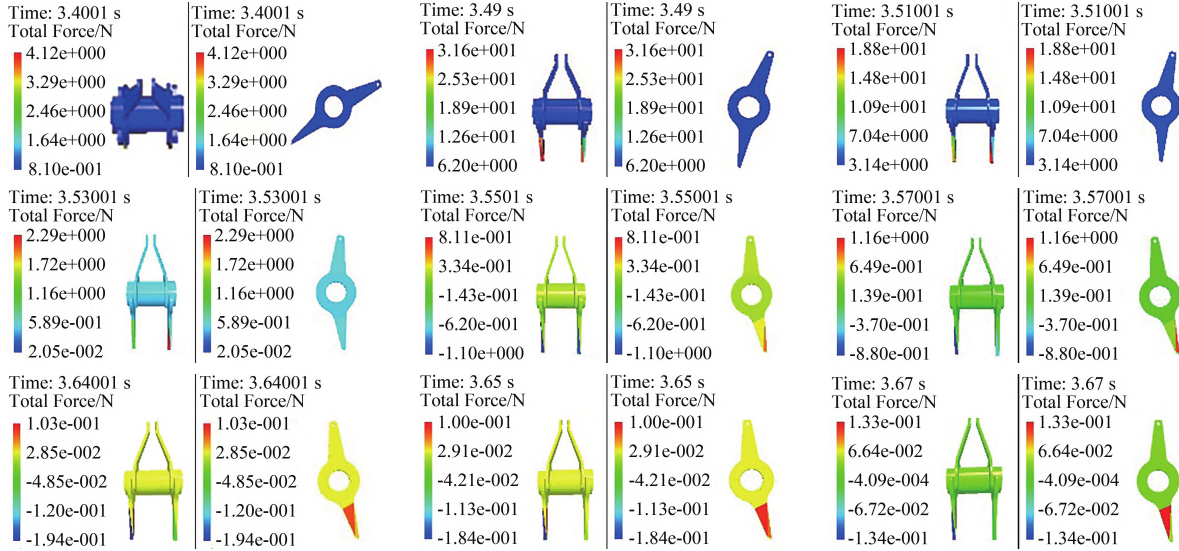 Time: 3.4001 s
Total Force/N
4.12e+000
3.29e+000
2.46e+000
1.64e+000
8.10e-001
Time: 3.4001 s
Total Force/N
4.12e+000
3.29e+000
2.46e+000
1.64e+000
8.10e-001
Time: 3.49 s
Total Force/N
3.16e+001
2.53e+001
1.89e+001
1.26e+001
6.20e+000
Time: 3.49 s
Total Force/N
3.16e+001
2.53e+001
1.89e+001
1.26e+001
6.20e+000
Time: 3.51001 s
Total Force/N
1.88e+001
1.48e+001
1.09e+001
7.04e+000
3.14e+000
Time: 3.51001 s
Total Force/N
1.88e+001
1.48e+001
1.09e+001
7.04e+000
3.14e+000
Time: 3.53001 s
Total Force/N
2.29e+000
1.72e+000
1.16e+000
5.89e-001
2.05e-002
Time: 3.53001 s
Total Force/N
2.29e+000
1.72e+000
1.16e+000
5.89e-001
2.05e-002
Time: 3.5501 s
Total Force/N
8.11e-001
3.34e-001
-1.43e-001
-6.20e-001
-1.10e+000
Time: 3.55001 s
Total Force/N
8.11e-001
3.34e-001
-1.43e-001
-6.20e-001
-1.10e+000
Time: 3.57001 s
Total Force/N
1.16e+000
6.49e-001
1.39e-001
-3.70e-001
-8.80e-001
Time: 3.57001 s
Total Force/N
1.16e+000
6.49e-001
1.39e-001
-3.70e-001
-8.80e-001
Time: 3.64001 s
Total Force/N
1.03e-001
2.85e-002
-4.85e-002
-1.20e-001
-1.94e-001
Time: 3.64001 s
Total Force/N
1.03e-001
2.85e-002
-4.85e-002
-1.20e-001
-1.94e-001
Time: 3.65 s
Total Force/N
1.00e-001
2.91e-002
-4.21e-002
-1.13e-001
-1.84e-001
Time: 3.65 s
Total Force/N
1.00e-001
2.91e-002
-4.21e-002
-1.13e-001
-1.84e-001
Time: 3.67 s
Total Force/N
1.33e-001
6.64e-002
-4.09e-004
-6.72e-002
-1.34e-001
Time: 3.67 s
Total Force/N
1.33e-001
6.64e-002
-4.09e-004
-6.72e-002
-1.34e-001